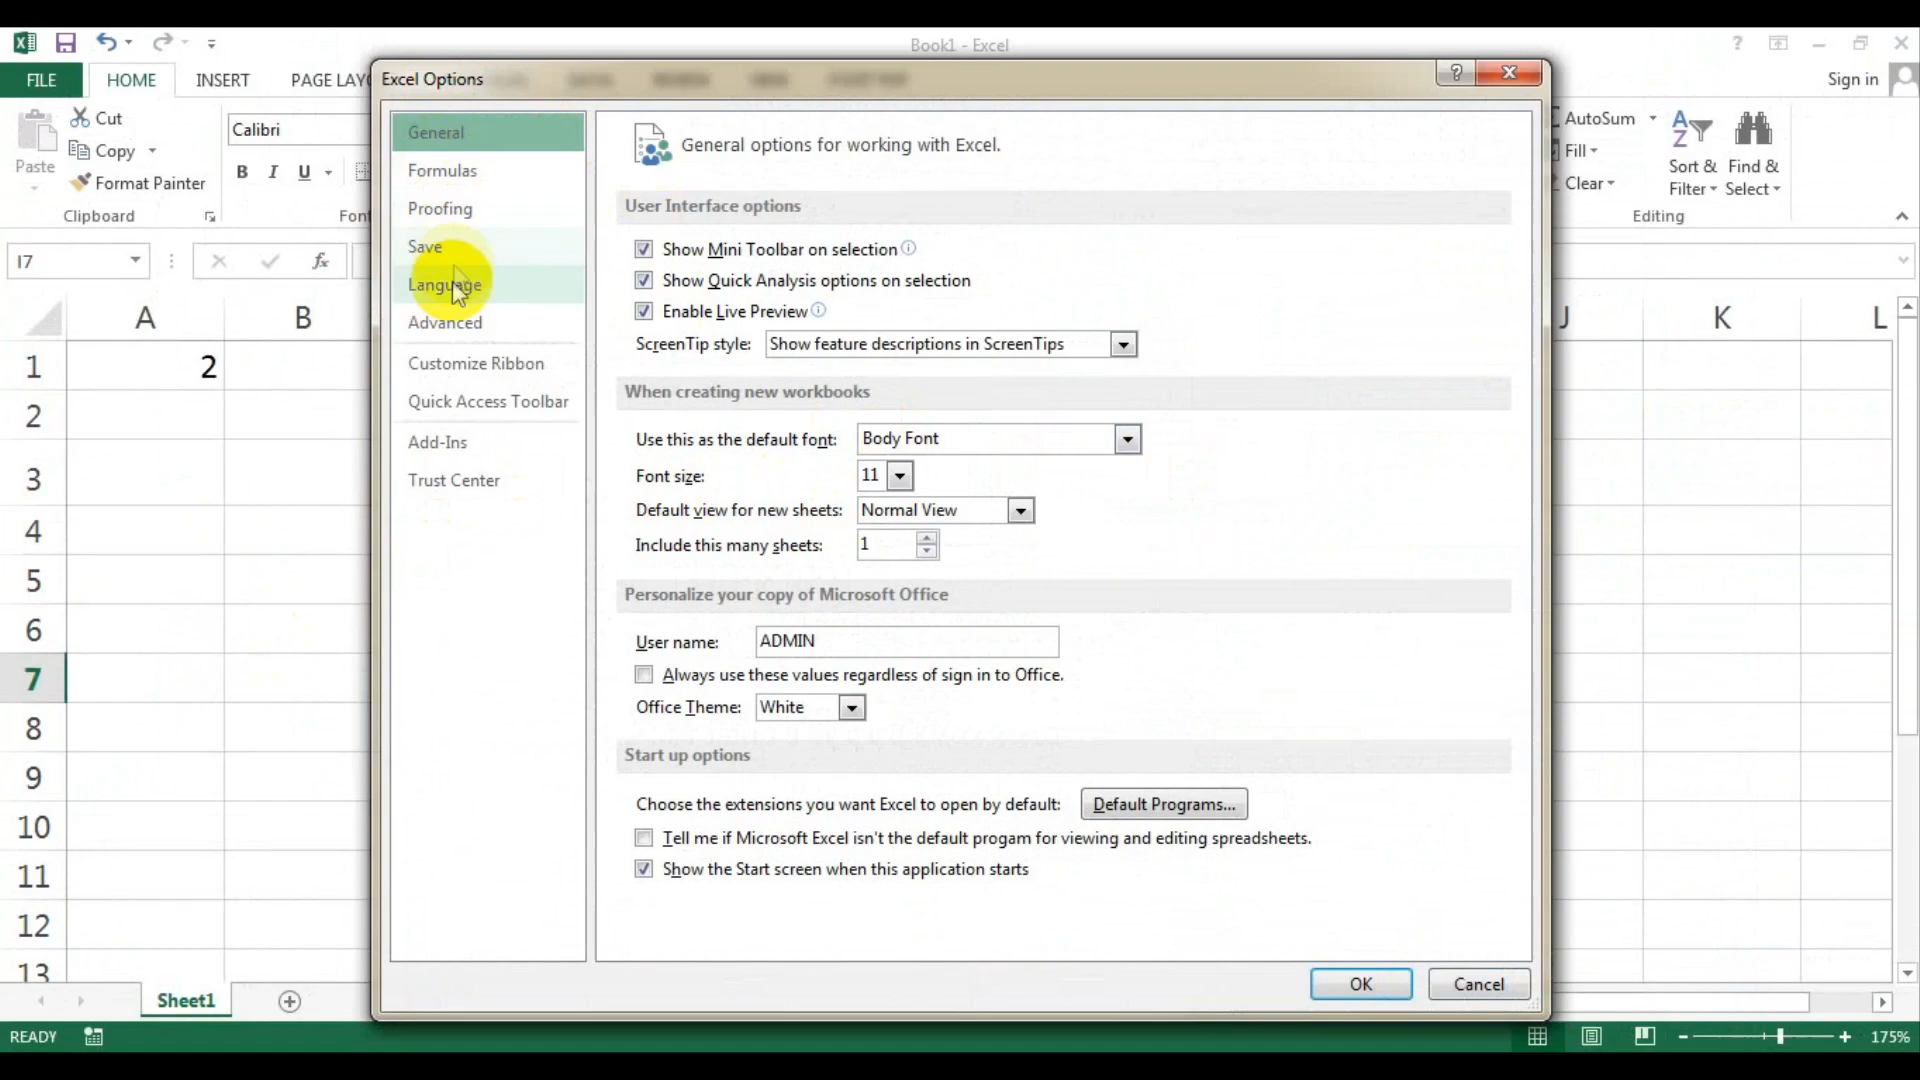 Book1 - Excel
FILE HOME INSERT PAGE LAY
Sign in
Excel Options
Cut
Copy
Format Painter
Paste
Clipboard
Calibri
B I U
Fon
AutoSum
Fill
Clear
Sort & Filter
Find & Select
Editing
I7
fx
A B J K L
1 2
2
3
4
5
6
7
8
9
10
11
12
13
General
Formulas
Proofing
Save
Language
Advanced
Customize Ribbon
Quick Access Toolbar
Add-Ins
Trust Center
General options for working with Excel.
User Interface options
Show Mini Toolbar on selection
Show Quick Analysis options on selection
Enable Live Preview
ScreenTip style: Show feature descriptions in ScreenTips
When creating new workbooks
Use this as the default font: Body Font
Font size: 11
Default view for new sheets: Normal View
Include this many sheets: 1
Personalize your copy of Microsoft Office
User name: ADMIN
Always use these values regardless of sign in to Office.
Office Theme: White
Start up options
Choose the extensions you want Excel to open by default: Default Programs...
Tell me if Microsoft Excel isn't the default progam for viewing and editing spreadsheets.
Show the Start screen when this application starts
OK Cancel
Sheet1
READY
175%